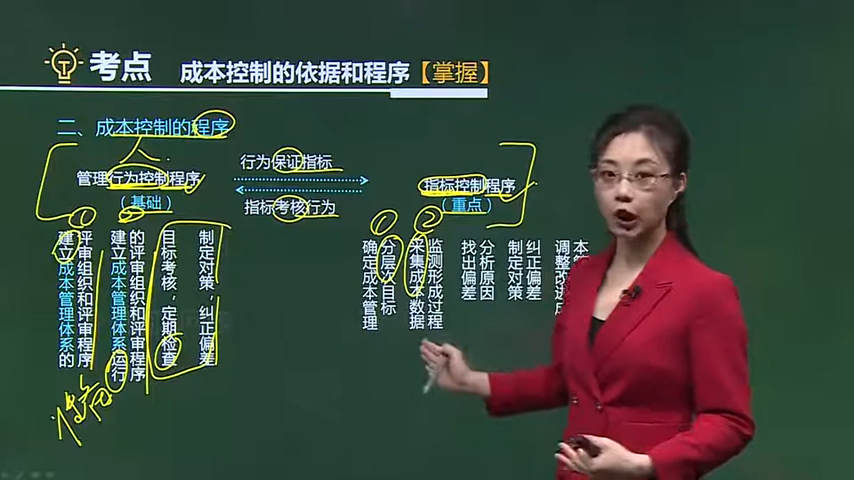 考点 成本控制的依据和程序【掌握】
二、成本控制的程序
管理行为控制程序
（基础）
行为保证指标
指标考核行为
指标控制程序
（重点）
① ②
建立成本管理体系的
评审组织和评审程序
建立成本管理体系运行
的评审组织和评审程序
目标考核，定期检查
制定对策，纠正偏差
① ②
确定成本管理
分层次目标
采集成本数据
监测形成过程
找出偏差
分析原因
制定对策
纠正偏差
调整改进